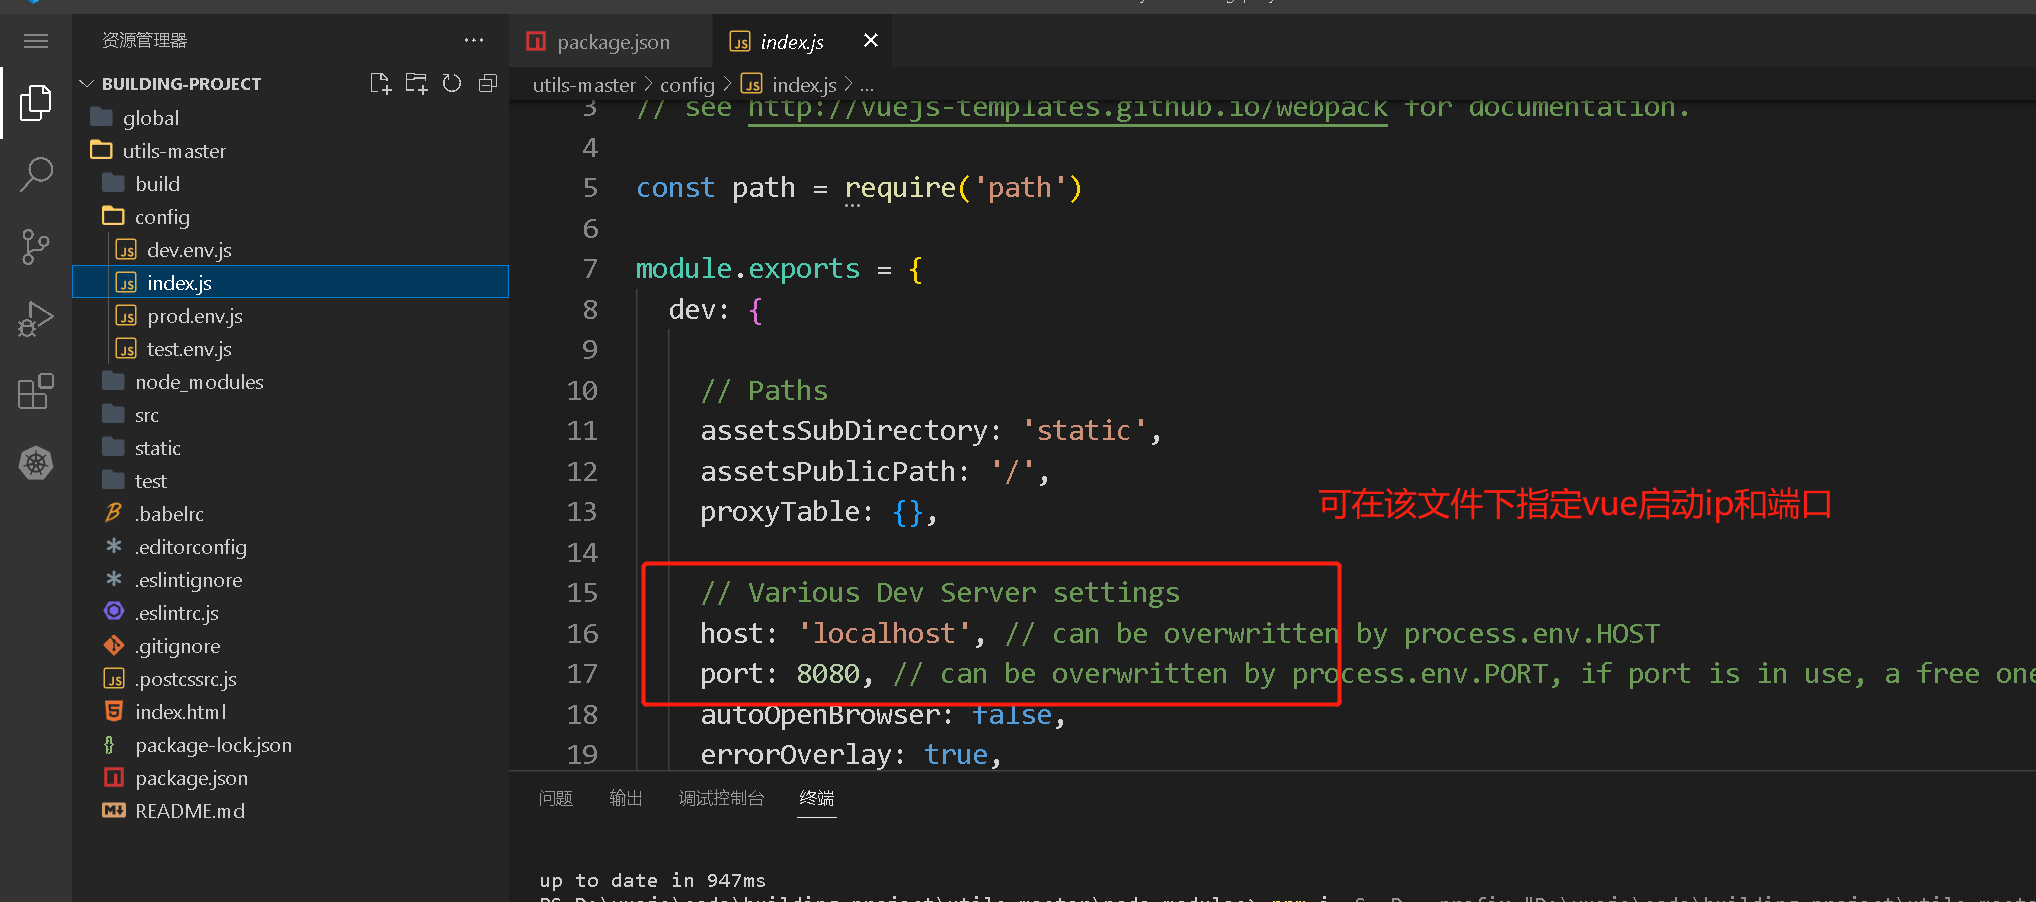 资源管理器
BUILDING-PROJECT
global
utils-master
build
config
dev.env.js
index.js
prod.env.js
test.env.js
node_modules
src
static
test
.babelrc
.editorconfig
.eslintignore
.eslintrc.js
.gitignore
.postcssrc.js
index.html
package-lock.json
package.json
README.md
package.json
index.js
utils-master > config > index.js > ...
3 // see http://vuejs-templates.github.io/webpack for documentation.
4
5 const path = require('path')
6
7 module.exports = {
8 dev: {
9
10 // Paths
11 assetsSubDirectory: 'static',
12 assetsPublicPath: '/',
13 proxyTable: {},
可在该文件下指定vue启动ip和端口
14
15 // Various Dev Server settings
16 host: 'localhost', // can be overwritten by process.env.HOST
17 port: 8080, // can be overwritten by process.env.PORT, if port is in use, a free one
18 autoOpenBrowser: false,
19 errorOverlay: true,
问题 输出 调试控制台 终端
up to date in 947ms